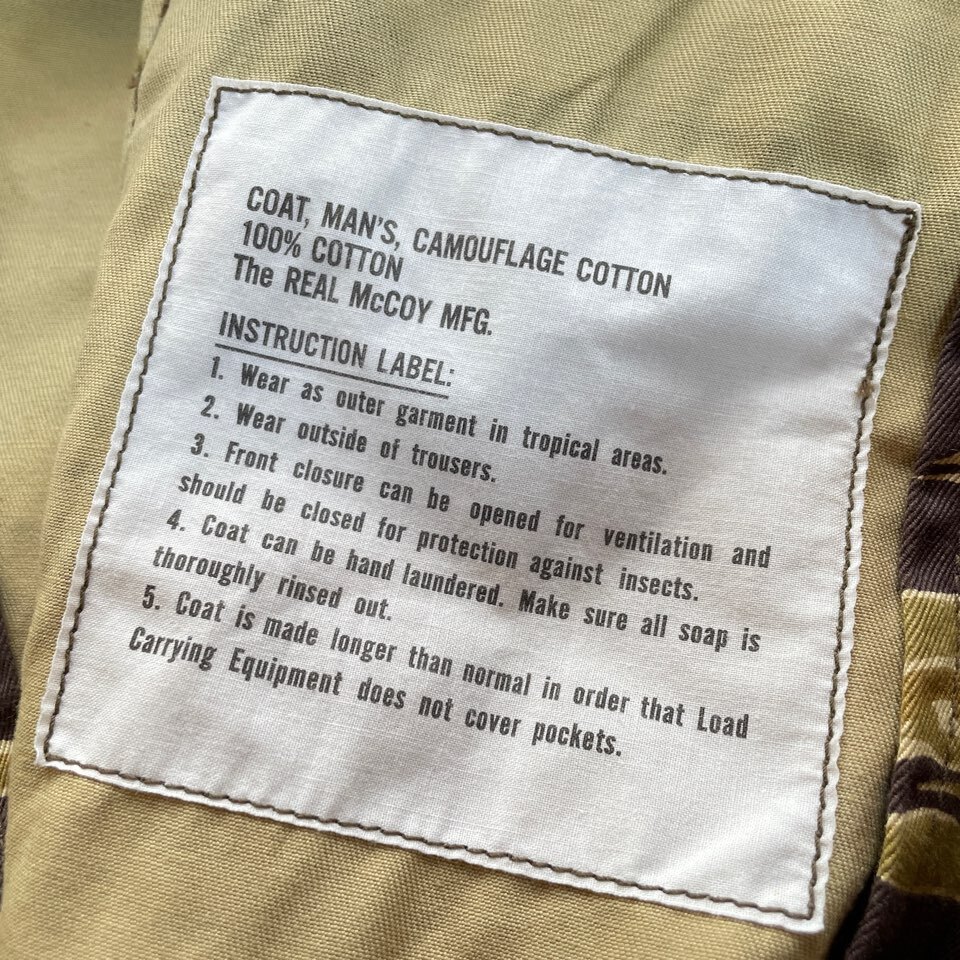 COAT, MAN'S, CAMOUFLAGE COTTON
100% COTTON
The REAL McCOY MFG.
INSTRUCTION LABEL:
1. Wear as outer garment in tropical areas.
2. Wear outside of trousers.
3. Front closure can be opened for ventilation and
should be closed for protection against insects.
4. Coat can be hand laundered. Make sure all soap is
thoroughly rinsed out.
5. Coat is made longer than normal in order that Load
Carrying Equipment does not cover pockets.